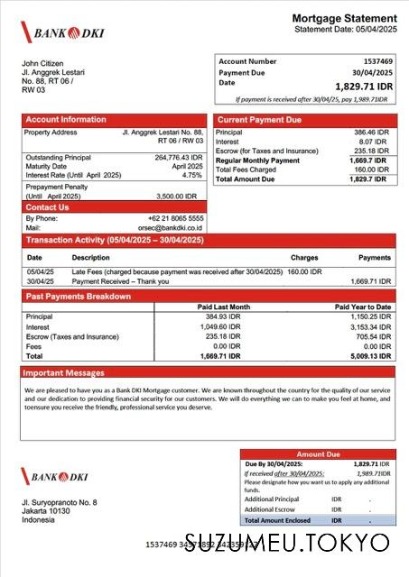 BANK DKI
Mortgage Statement
Statement Date: 05/04/2025
John Citizen
Jl. Anggrek Lestari
No. 88, RT 06 /
RW 03
Account Number 1537469
Payment Due 30/04/2025
Date
1,829.71 IDR
If payment is received after 30/04/25, pay 1,989.71IDR
Account Information
Property Address Jl. Anggrek Lestari No. 88,
RT 06 / RW 03
Outstanding Principal 264,776.43 IDR
Maturity Date April 2025
Interest Rate (Until April 2025) 4.75%
Prepayment Penalty
(Until April 2025) 3,500.00 IDR
Contact Us
By Phone: +62 21 8065 5555
Mail: orsec@bankdki.co.id
Current Payment Due
Principal 386.46 IDR
Interest 8.07 IDR
Escrow (for Taxes and Insurance) 235.18 IDR
Regular Monthly Payment 1,669.7 IDR
Total Fees Charged 160.00 IDR
Total Amount Due 1,829.7 IDR
Transaction Activity (05/04/2025 – 30/04/2025)
Date Description Charges Payments
05/04/25 Late Fees (charged because payment was received after 30/04/2025) 160.00 IDR
30/04/25 Payment Received – Thank you 1,669.71 IDR
Past Payments Breakdown
Paid Last Month Paid Year to Date
Principal 384.93 IDR 1,150.25 IDR
Interest 1,049.60 IDR 3,153.34 IDR
Escrow (Taxes and Insurance) 235.18 IDR 705.54 IDR
Fees 0.00 IDR 0.00 IDR
Total 1,669.71 IDR 5,009.13 IDR
Important Messages
We are pleased to have you as a Bank DKI Mortgage customer. We are known throughout the country for the quality of our service
and our dedication to providing financial security for our customers. We will do everything we can to make you feel at home, and
toensure you receive the friendly, professional service you deserve.
BANK DKI
Jl. Suryopranoto No. 8
Jakarta 10130
Indonesia
Amount Due
Due By 30/04/2025: 1,829.71 IDR
If received after 30/04/2025: 1,989.71IDR
Please designate how you want us to apply any additional
funds.
Additional Principal IDR .
Additional Escrow IDR .
Total Amount Enclosed IDR .
1537469
SUZUMEU.TOKYO